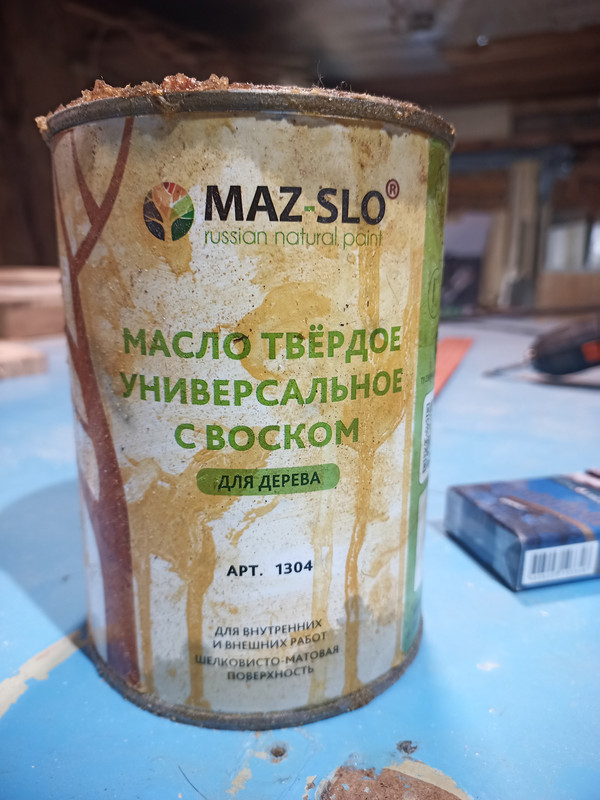 MAZ-SLO®
russian natural paint
МАСЛО ТВЁРДОЕ
УНИВЕРСАЛЬНОЕ
С ВОСКОМ
ДЛЯ ДЕРЕВА
АРТ. 1304
ДЛЯ ВНУТРЕННИХ
И ВНЕШНИХ РАБОТ
ШЕЛКОВИСТО-МАТОВАЯ
ПОВЕРХНОСТЬ